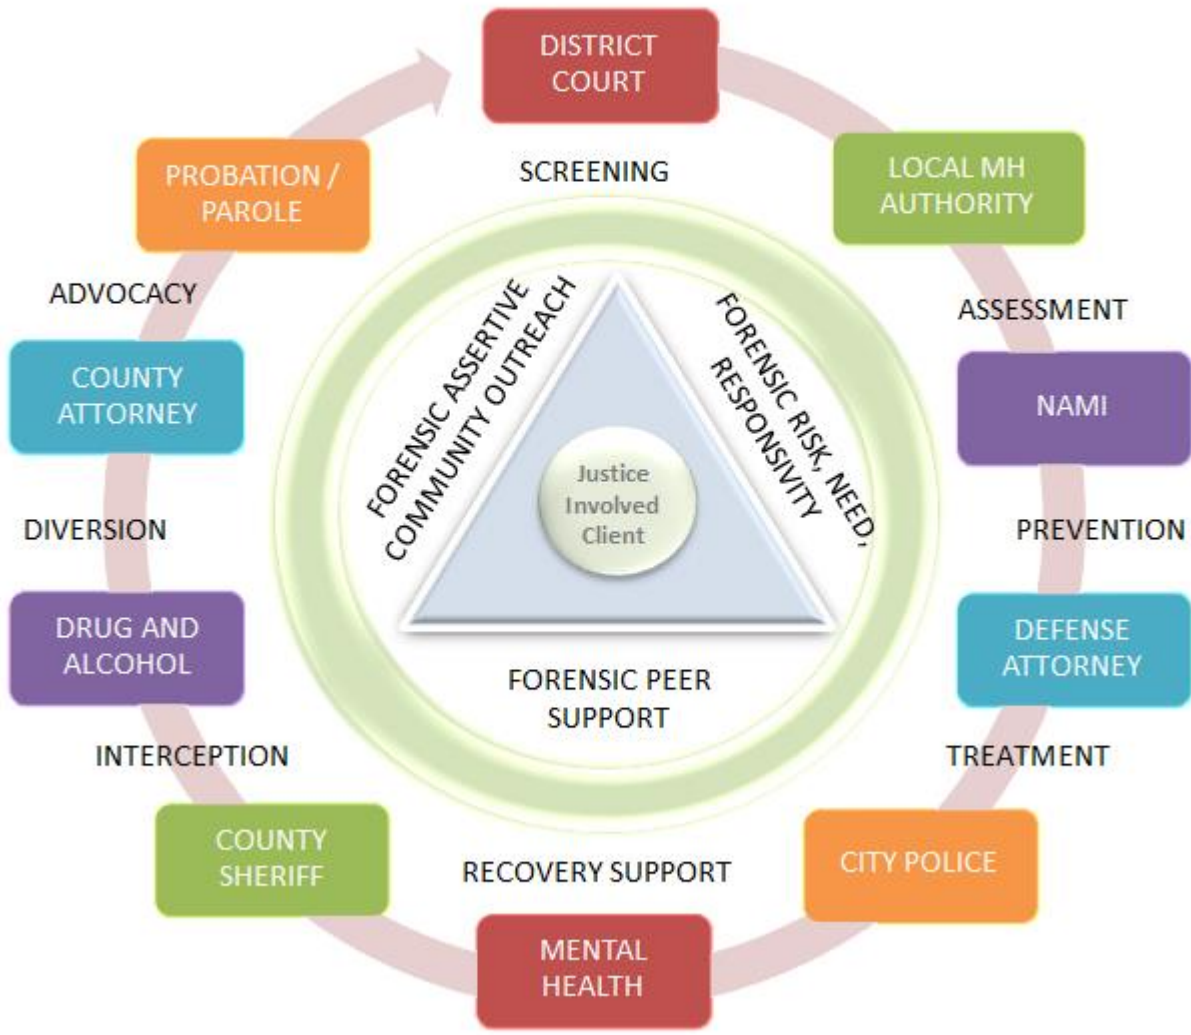 DISTRICT
COURT
SCREENING
LOCAL MH
AUTHORITY
ASSESSMENT
NAMI
PREVENTION
DEFENSE
ATTORNEY
TREATMENT
CITY POLICE
RECOVERY SUPPORT
MENTAL
HEALTH
COUNTY
SHERIFF
INTERCEPTION
DRUG AND
ALCOHOL
DIVERSION
COUNTY
ATTORNEY
ADVOCACY
PROBATION /
PAROLE
FORENSIC ASSERTIVE
COMMUNITY OUTREACH
FORENSIC RISK, NEED,
RESPONSIVITY
FORENSIC PEER
SUPPORT
Justice
Involved
Client